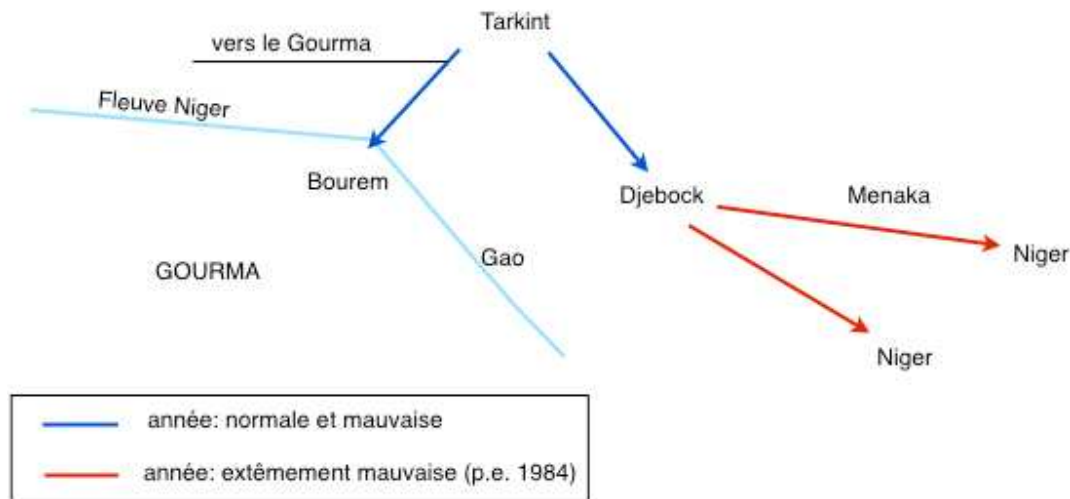 Tarkint
vers le Gourma
Fleuve Niger
Bourem
Djebock
Menaka
Niger
Gao
GOURMA
Niger
année: normale et mauvaise
année: extêmement mauvaise (p.e. 1984)